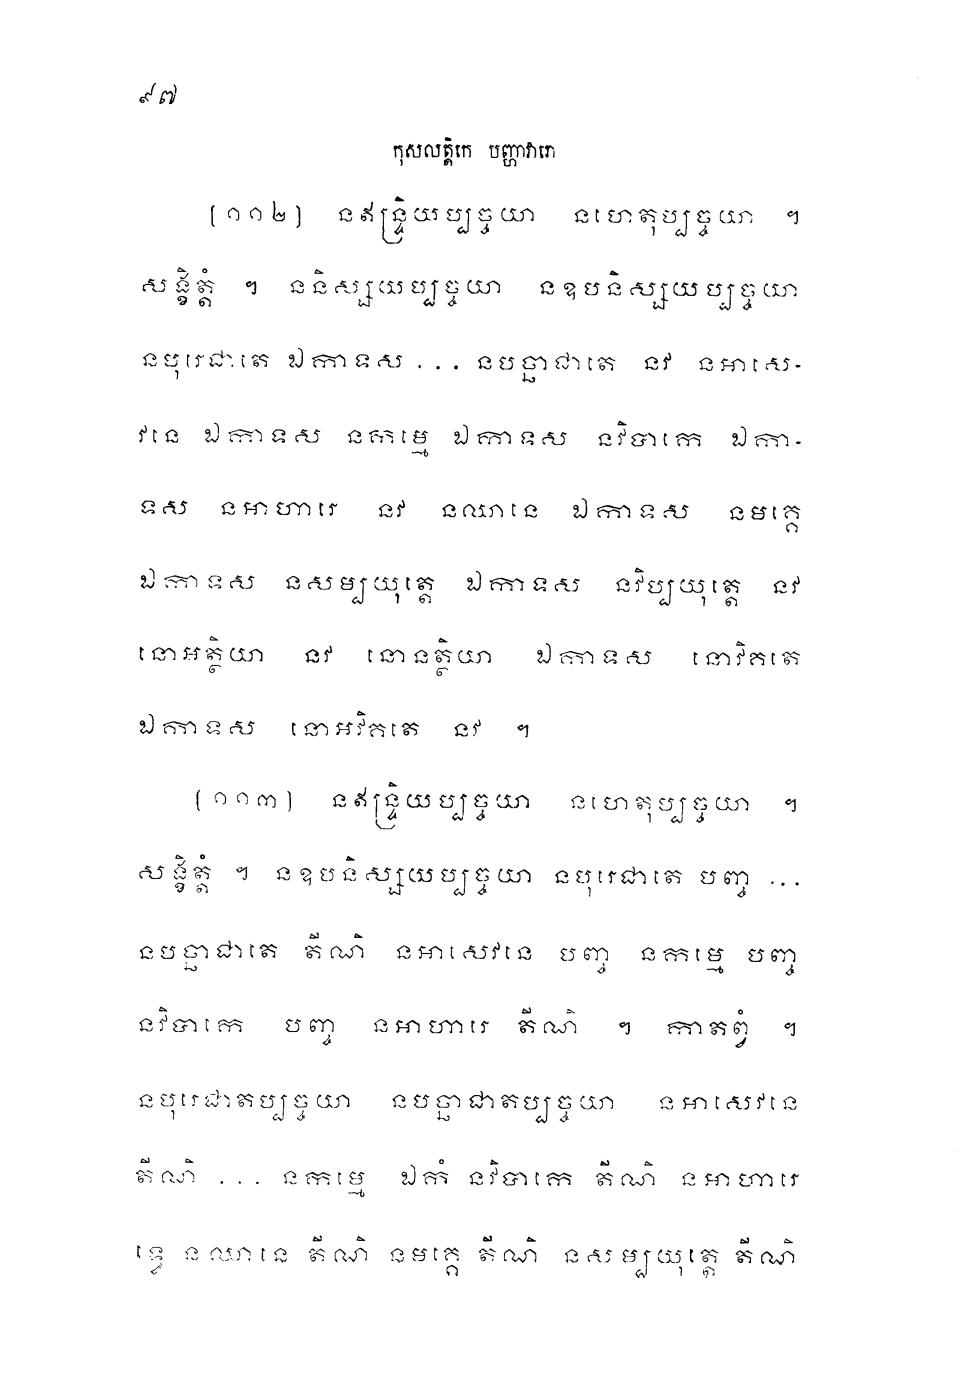 ៩៧
កុសលត្តិកេ បញ្ហាវារោ
(១១២) នឥន្ទ្រិយប្បច្ចយា នហេតុប្បច្ចយា ។
សង្ខិត្តំ ។ ននិស្សយប្បច្ចយា នឧបនិស្សយប្បច្ចយា
នបុរេជាតេ ឯកាទស ... នបច្ឆាជាតេ នវ នអាសេ-
វនេ ឯកាទស នកម្មេ ឯកាទស នវិបាកេ ឯកា-
ទស នអាហារេ នវ នឈានេ ឯកាទស នមគ្គេ
ឯកាទស នសម្បយុត្តេ ឯកាទស នវិប្បយុត្តេ នវ
នោអត្ថិយា នវ នោនត្ថិយា ឯកាទស នោវិគតេ
ឯកាទស នោអវិគតេ នវ ។
(១១៣) នឥន្ទ្រិយប្បច្ចយា នហេតុប្បច្ចយា ។
សង្ខិត្តំ ។ នឧបនិស្សយប្បច្ចយា នបុរេជាតេ បញ្ច ...
នបច្ឆាជាតេ តីណិ នអាសេវនេ បញ្ច នកម្មេ បញ្ច
នវិបាកេ បញ្ច នអាហារេ តីណិ ។ កាតព្វំ ។
នបុរេជាតប្បច្ចយា នបច្ឆាជាតប្បច្ចយា នអាសេវនេ
តីណិ ... នកម្មេ ឯកំ នវិបាកេ តីណិ នអាហារេ
ទ្វេ នឈានេ តីណិ នមគ្គេ តីណិ នសម្បយុត្តេ តីណិ